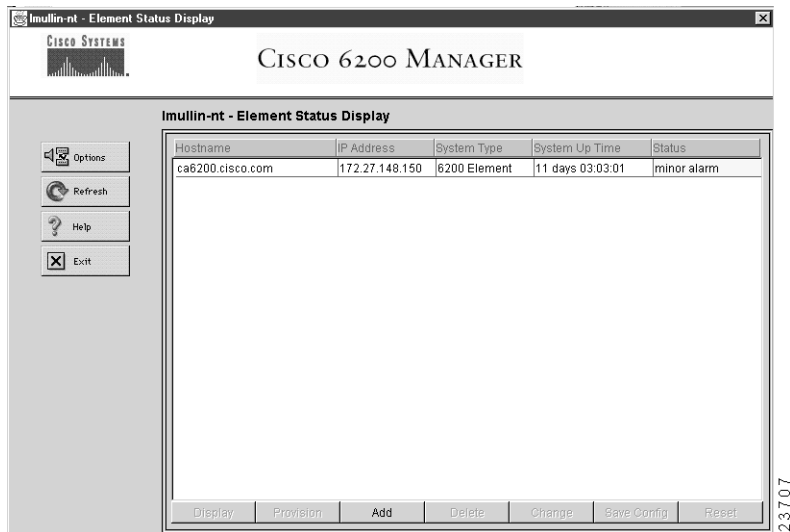 lmullin-nt - Element Status Display
CISCO SYSTEMS
CISCO 6200 MANAGER
lmullin-nt - Element Status Display
Options
Refresh
Help
Exit
Hostname IP Address System Type System Up Time Status
ca6200.cisco.com 172.27.148.150 6200 Element 11 days 03:03:01 minor alarm
Display Provision Add Delete Change Save Config Reset
23707